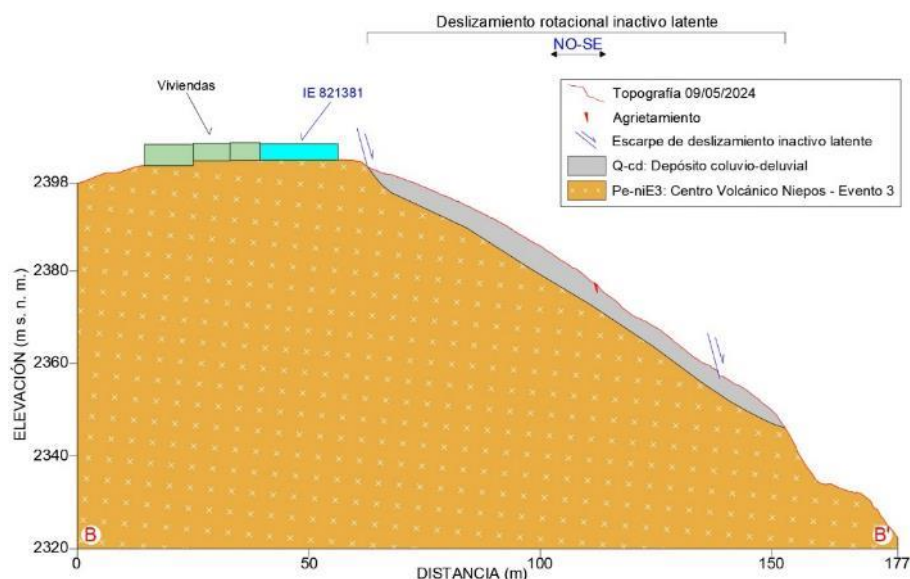 Deslizamiento rotacional inactivo latente
NO-SE
Viviendas
IE 821381
Topografía 09/05/2024
Agrietamiento
Escarpe de deslizamiento inactivo latente
Q-cd: Depósito coluvio-deluvial
Pe-niE3: Centro Volcánico Niepos - Evento 3
ELEVACIÓN (m s. n. m.)
2398
2380
2360
2340
2320
B
B'
0
50
100
150
177
DISTANCIA (m)